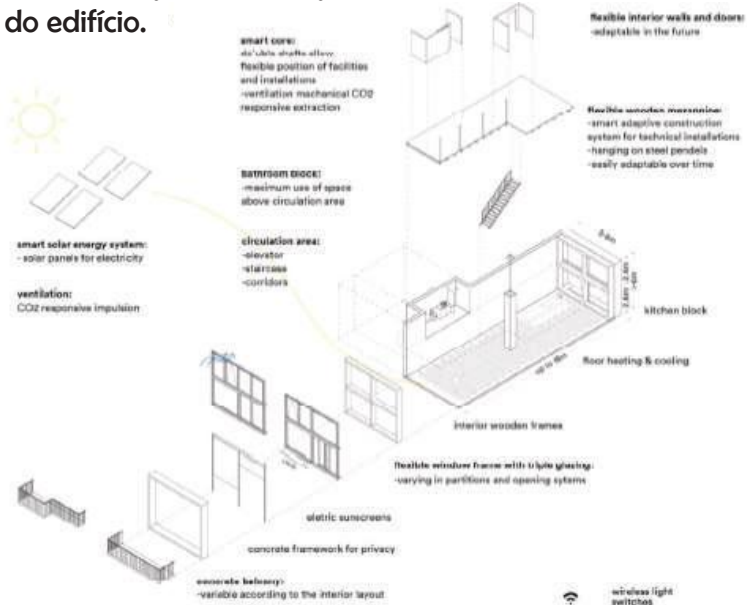 do edifício.
smart core:
flexible position of facilities
and installations
-ventilation mechanical CO2
responsive extraction
flexible interior walls and doors:
-adaptable in the future
flexible wooden mezzanine:
-smart adaptive construction
system for technical installations
-hanging on steel pendels
-easily adaptable over time
bathroom block:
-maximum use of space
above circulation area
smart solar energy system:
- solar panels for electricity
circulation area:
-elevator
-staircase
-corridors
ventilation:
CO2 responsive impulsion
kitchen block
floor heating & cooling
interior wooden frames
flexible window frame with triple glazing:
-varying in partitions and opening sytems
eletric sunscreens
concrete framework for privacy
concrete balcony:
-variable according to the interior layout
wireless light
switches